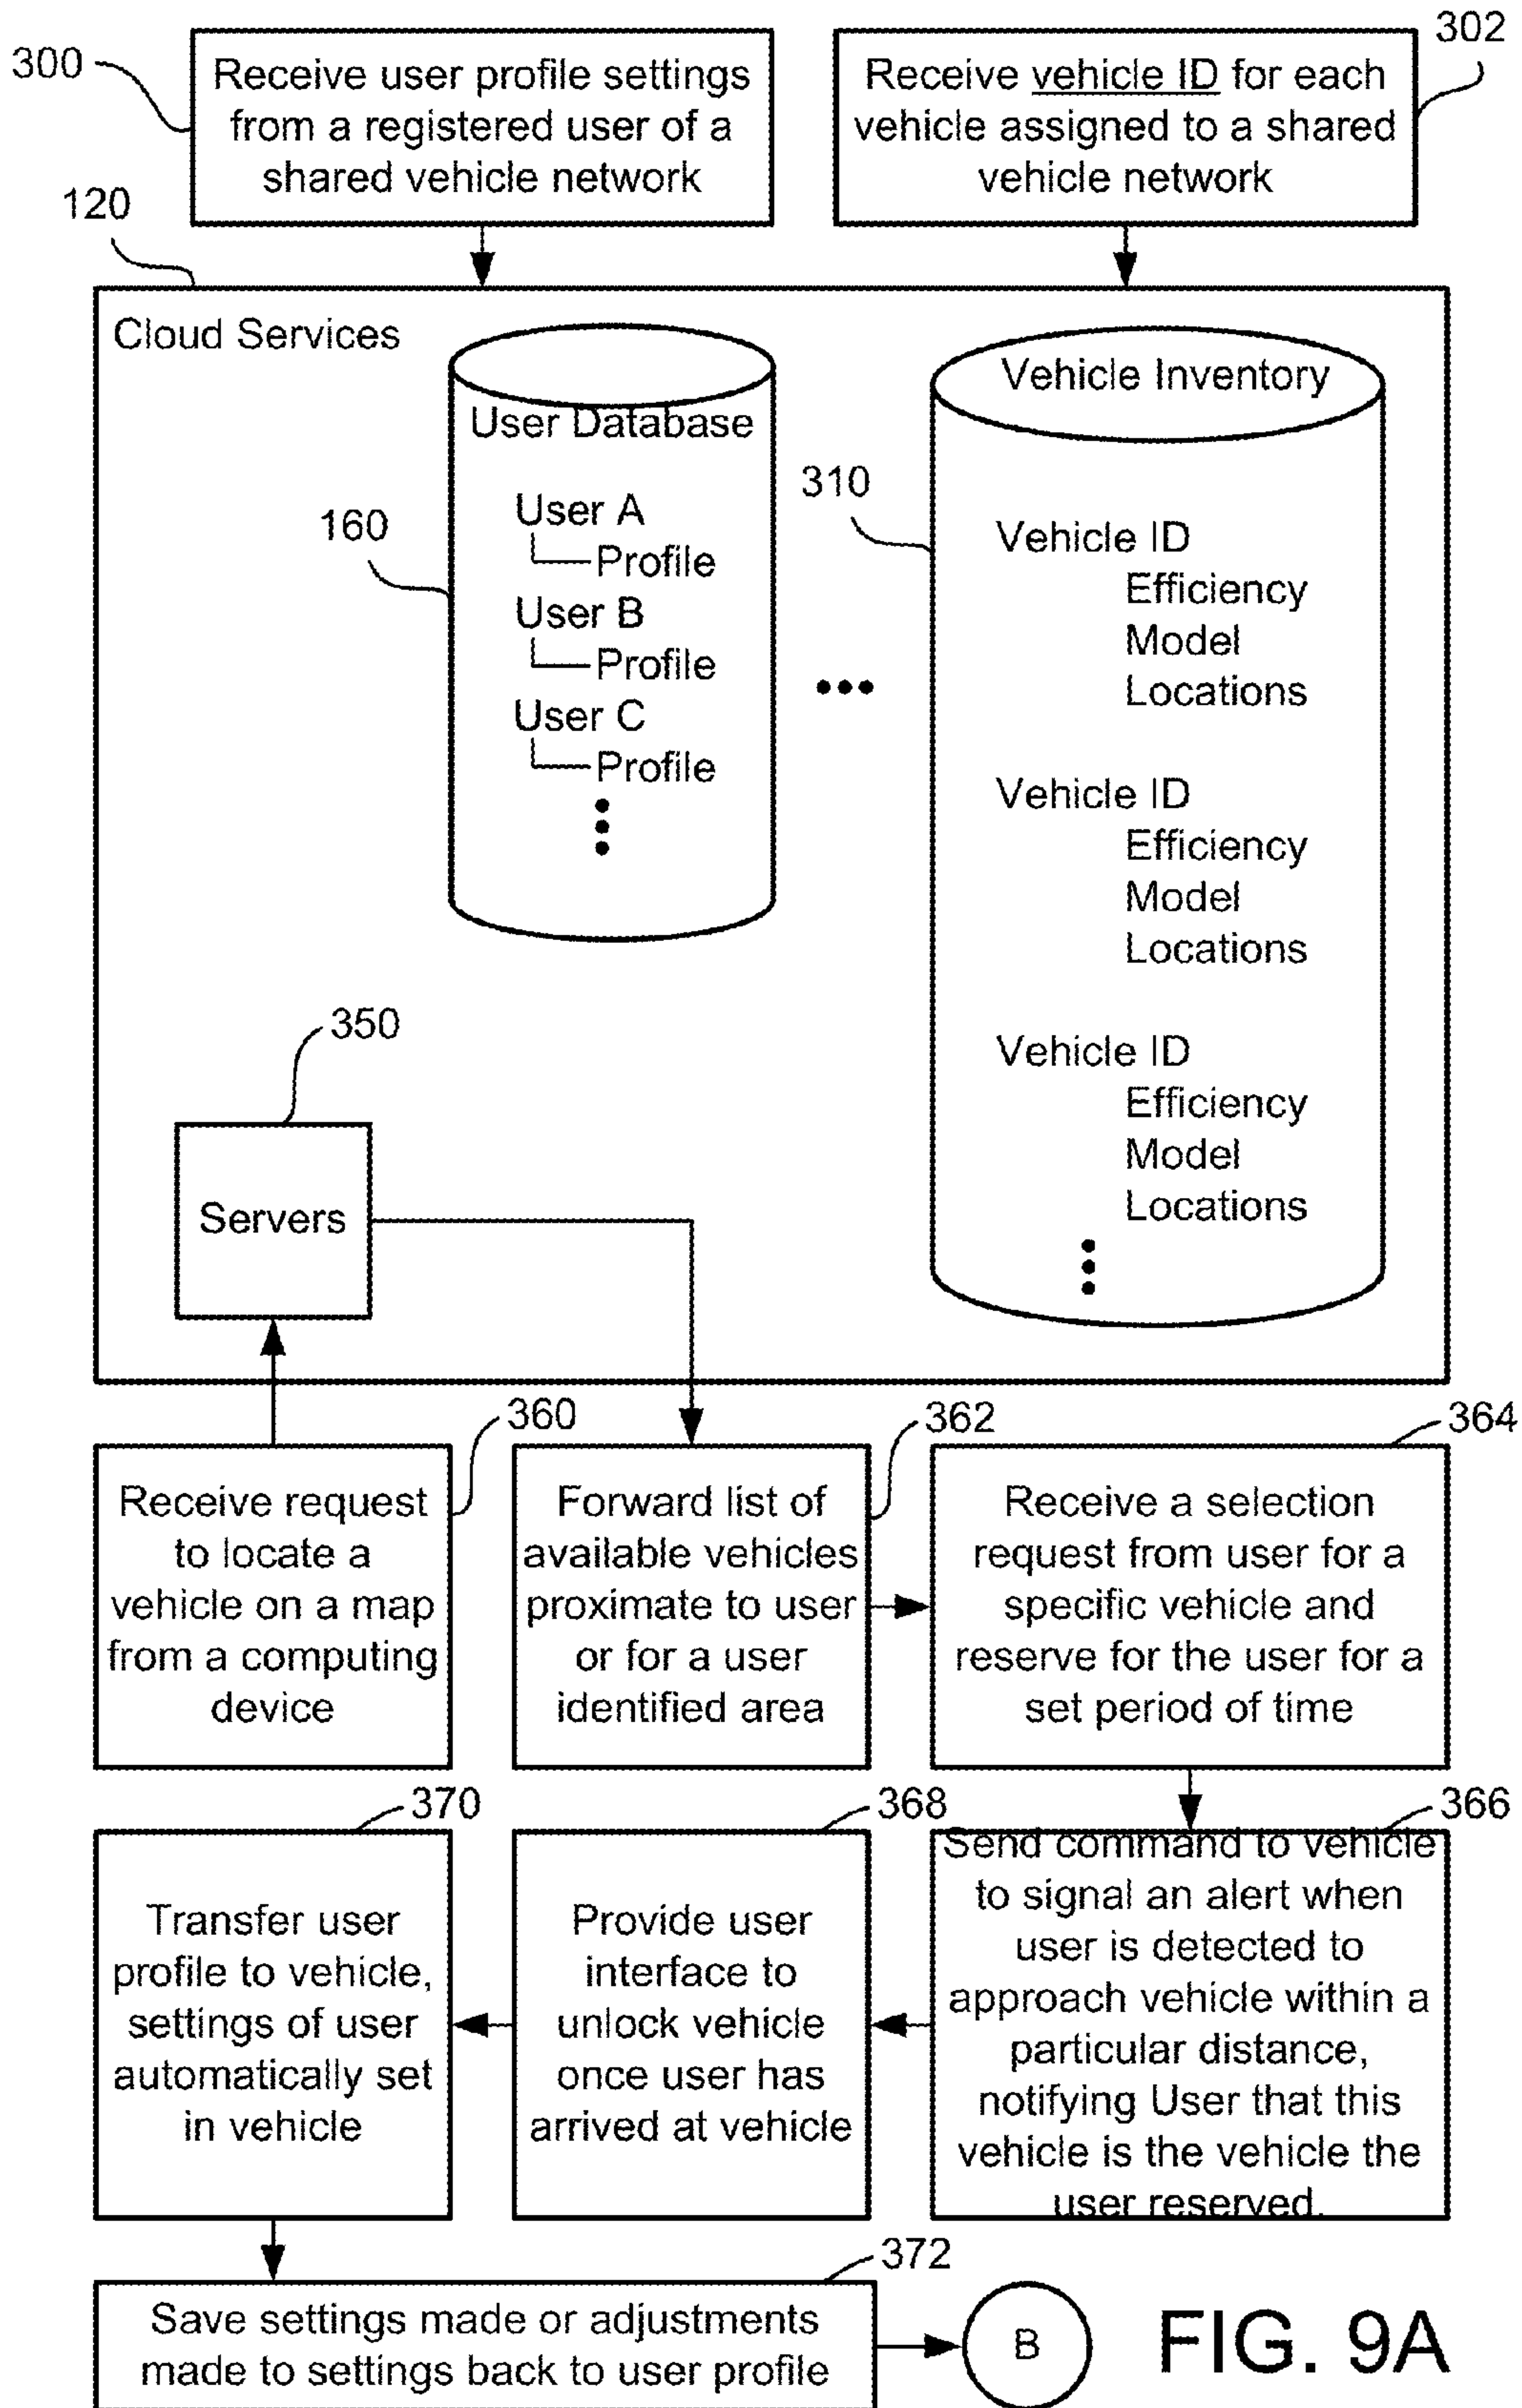 300
Receive user profile settings
from a registered user of a
shared vehicle network
302
Receive vehicle ID for each
vehicle assigned to a shared
vehicle network
120
Cloud Services
User Database
160
User A
Profile
User B
Profile
User C
Profile
Vehicle Inventory
310
Vehicle ID
Efficiency
Model
Locations
Vehicle ID
Efficiency
Model
Locations
Vehicle ID
Efficiency
Model
Locations
350
Servers
360
Receive request
to locate a
vehicle on a map
from a computing
device
362
Forward list of
available vehicles
proximate to user
or for a user
identified area
364
Receive a selection
request from user for a
specific vehicle and
reserve for the user for a
set period of time
366
Send command to vehicle
to signal an alert when
user is detected to
approach vehicle within a
particular distance,
notifying User that this
vehicle is the vehicle the
user reserved.
368
Provide user
interface to
unlock vehicle
once user has
arrived at vehicle
370
Transfer user
profile to vehicle,
settings of user
automatically set
in vehicle
372
Save settings made or adjustments
made to settings back to user profile
B
FIG. 9A